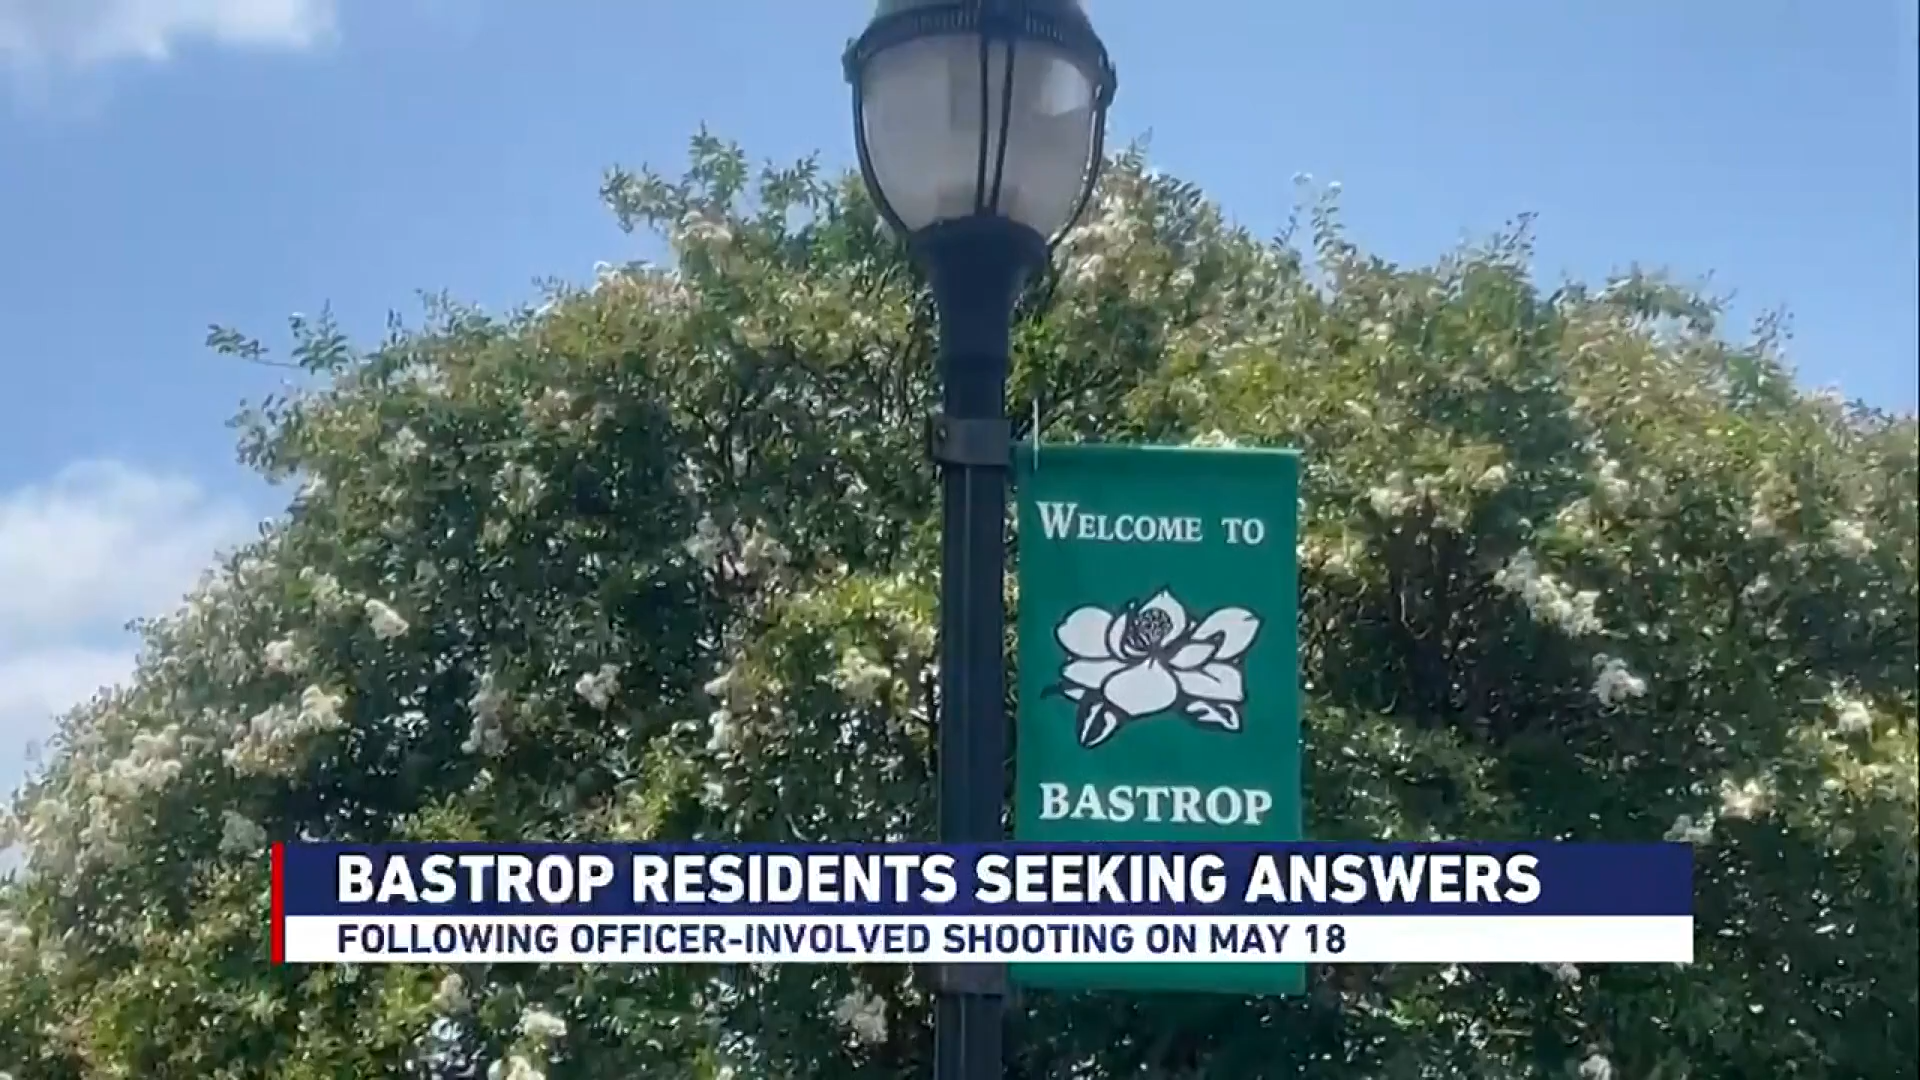 WELCOME TO
BASTROP
BASTROP RESIDENTS SEEKING ANSWERS
FOLLOWING OFFICER-INVOLVED SHOOTING ON MAY 18